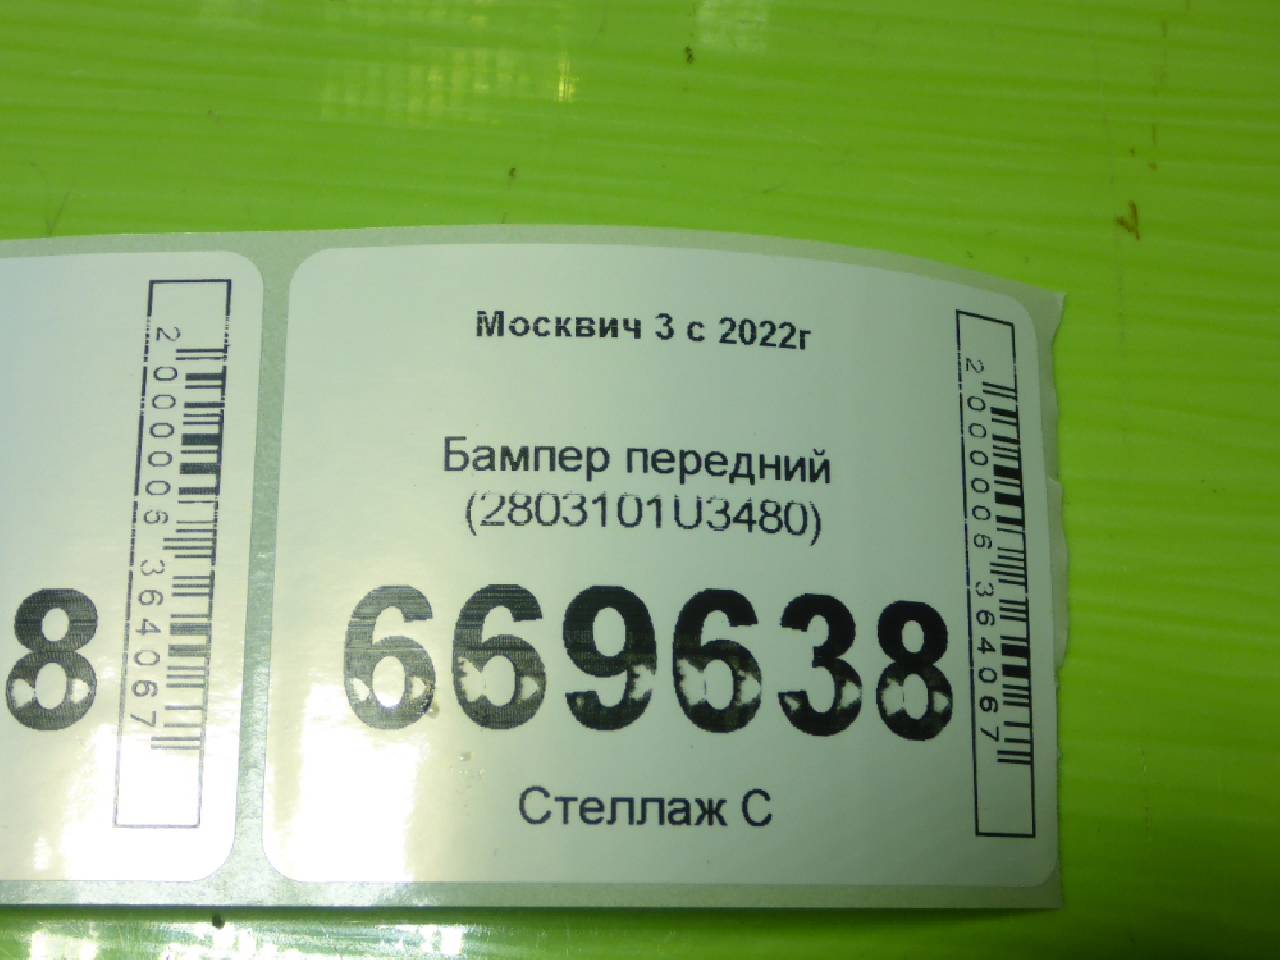 8
2000006364067
Москвич 3 с 2022г
Бампер передний
(2803101U3480)
669638
Стеллаж С
2000006364067